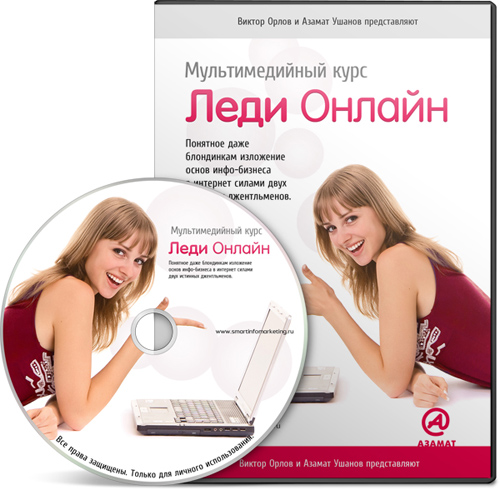 Виктор Орлов и Азамат Ушанов представляют
Мультимедийный курс
Леди Онлайн
Понятное даже
блондинкам изложение
основ инфо-бизнеса
интернет силами двух
джентльменов.
Мультимедийный курс
Леди Онлайн
Понятное даже блондинкам изложение
основ инфо-бизнеса в интернет силами
двух истинных джентльменов.
www.smartinfomarketing.ru
Все права защищены. Только для личного использования.
АЗАМАТ
Виктор Орлов и Азамат Ушанов представляют